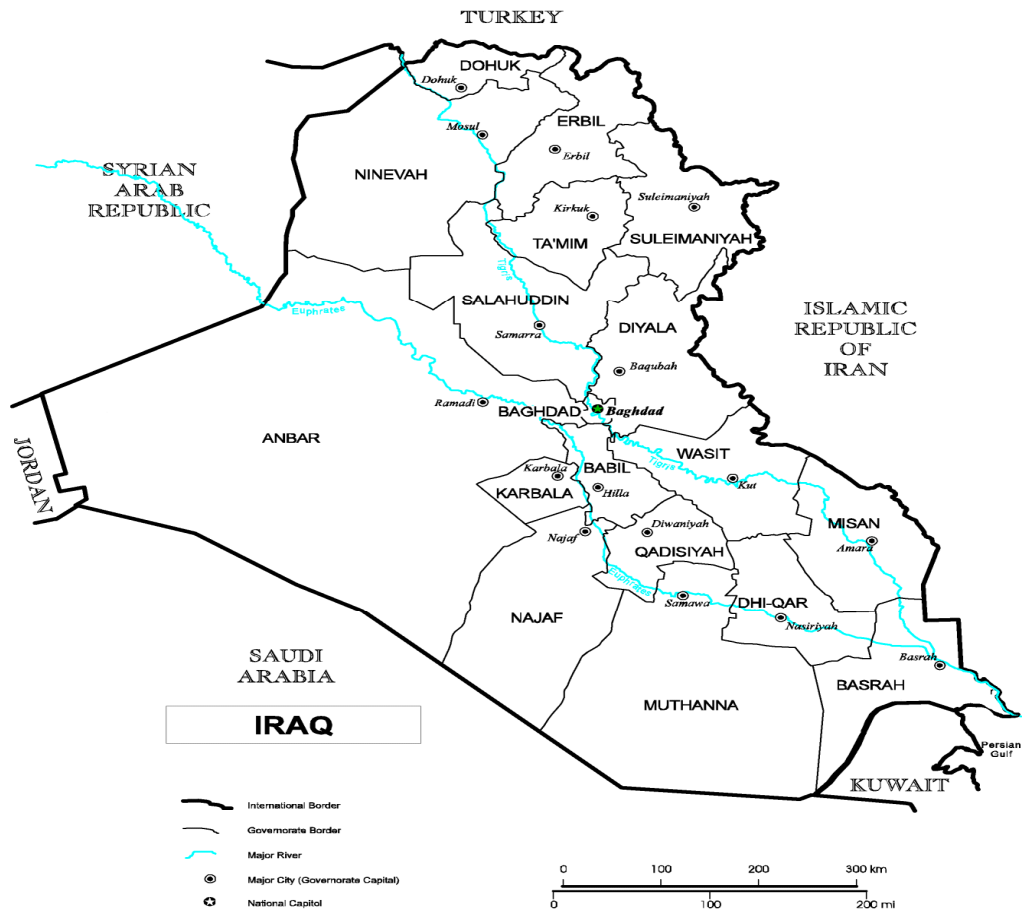 TURKEY
DOHUK
Dohuk
ERBIL
Mosul
Erbil
NINEVAH
SYRIAN
ARAB
REPUBLIC
Kirkuk
Suleimaniyah
TA'MIM
SULEIMANIYAH
Tigris
SALAHUDDIN
Euphrates
Samarra
DIYALA
ISLAMIC
REPUBLIC
OF
IRAN
Baqubah
Ramadi
BAGHDAD
Baghdad
ANBAR
JORDAN
WASIT
Tigris
Kut
Karbala
BABIL
KARBALA
Hilla
MISAN
Amara
Najaf
Diwaniyah
QADISIYAH
Euphrates
Samawa
DHI-QAR
Nasiriyah
NAJAF
SAUDI
ARABIA
Basrah
BASRAH
MUTHANNA
IRAQ
Persian
Gulf
KUWAIT
International Border
Governorate Border
Major River
Major City (Governorate Capital)
National Capitol
0 100 200 300 km
0 100 200 mi